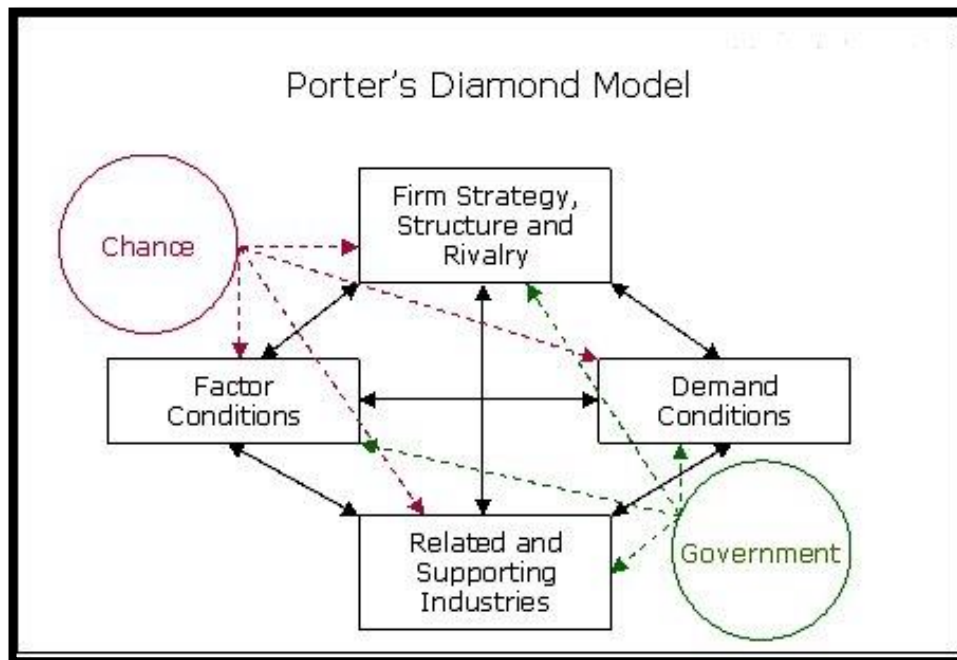 Porter's Diamond Model
Firm Strategy,
Structure and
Rivalry
Chance
Factor
Conditions
Demand
Conditions
Related and
Supporting
Industries
Government